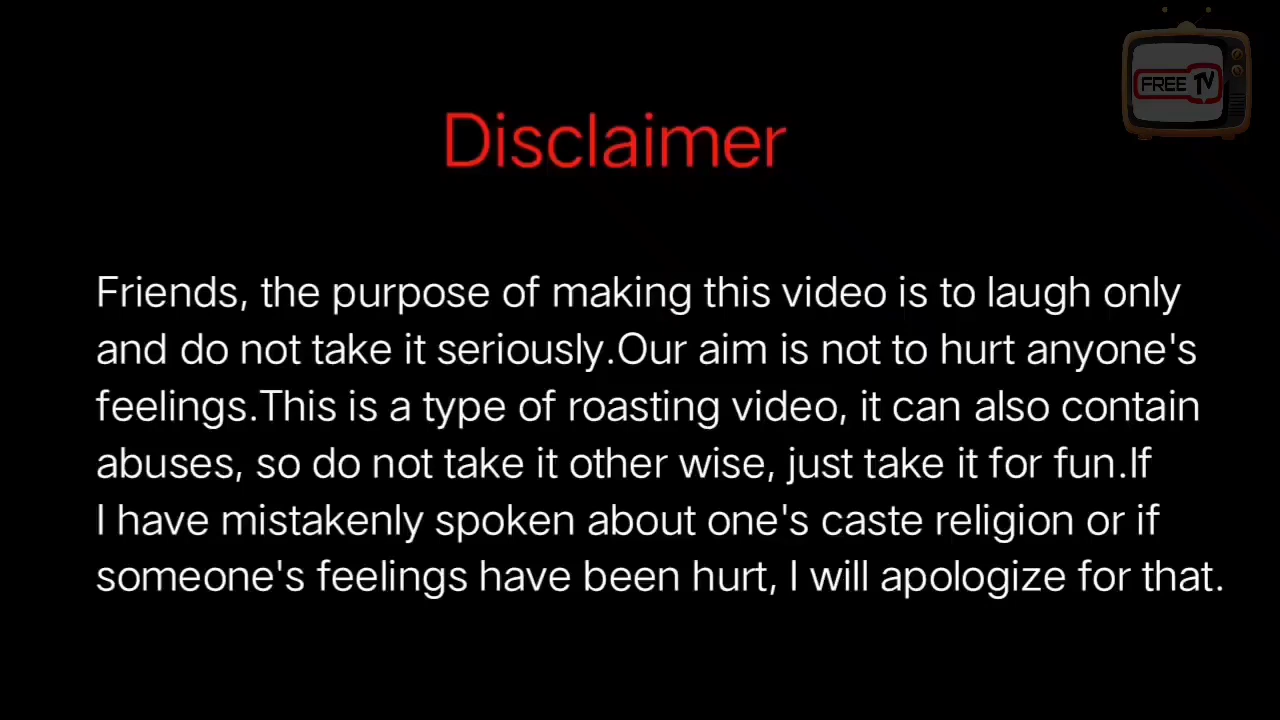 FREE TV
Disclaimer
Friends, the purpose of making this video is to laugh only
and do not take it seriously.Our aim is not to hurt anyone's
feelings.This is a type of roasting video, it can also contain
abuses, so do not take it other wise, just take it for fun.If
I have mistakenly spoken about one's caste religion or if
someone's feelings have been hurt, I will apologize for that.